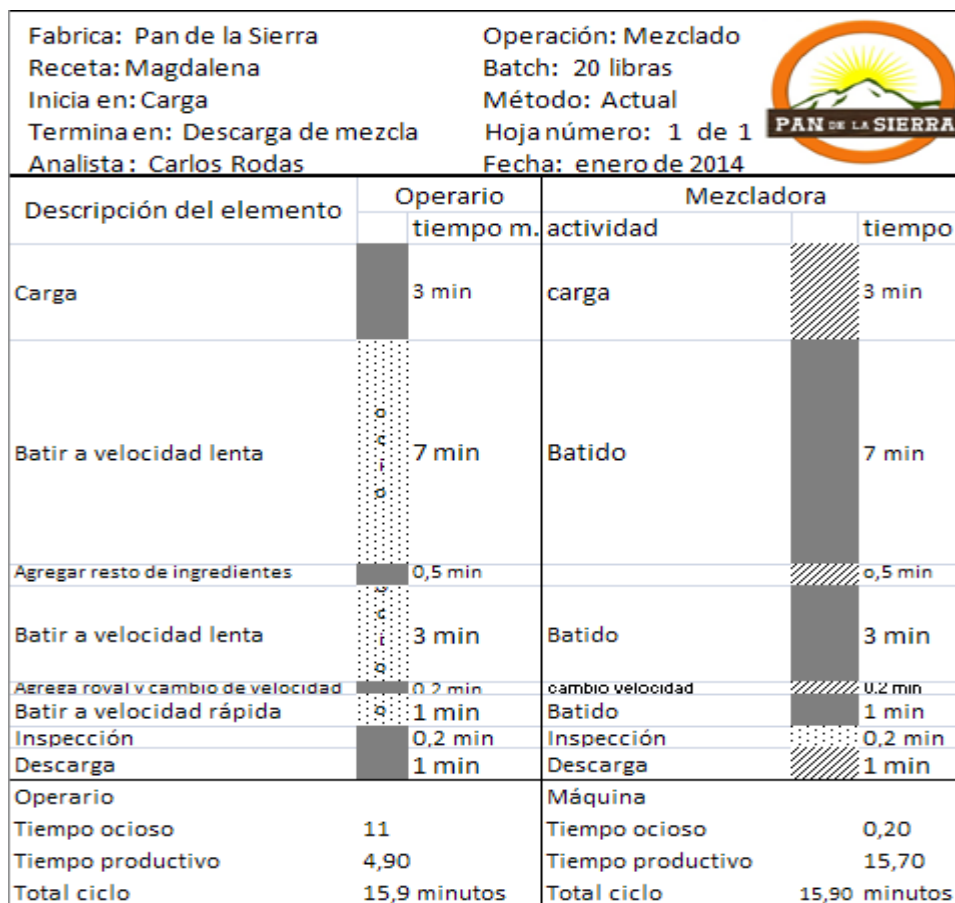 Fabrica: Pan de la Sierra Operación: Mezclado
Receta: Magdalena Batch: 20 libras
Inicia en: Carga Método: Actual
Termina en: Descarga de mezcla Hoja número: 1 de 1
Analista: Carlos Rodas Fecha: enero de 2014
PAN DE LA SIERRA
Descripción del elemento Operario Mezcladora
tiempo m. actividad tiempo
Carga 3 min carga 3 min
Batir a velocidad lenta ocio 7 min Batido 7 min
Agregar resto de ingredientes 0,5 min o,5 min
Batir a velocidad lenta ocio 3 min Batido 3 min
Agrega royal y cambio de velocidad 0.2 min cambio velocidad 0.2 min
Batir a velocidad rápida o 1 min Batido 1 min
Inspección 0,2 min Inspección 0,2 min
Descarga 1 min Descarga 1 min
Operario Máquina
Tiempo ocioso 11 Tiempo ocioso 0,20
Tiempo productivo 4,90 Tiempo productivo 15,70
Total ciclo 15,9 minutos Total ciclo 15,90 minutos